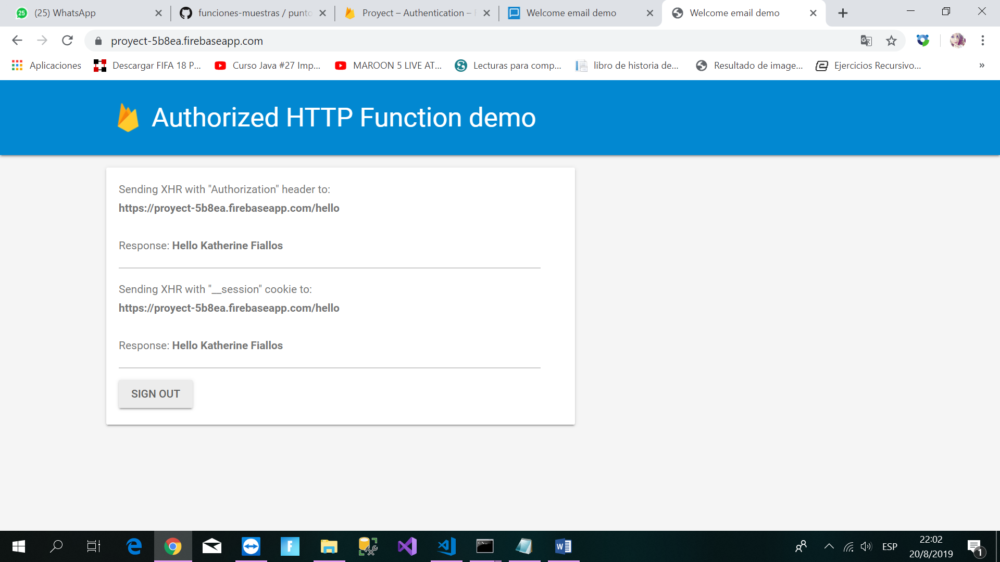 (25) WhatsApp
funciones-muestras / punto
Proyect – Authentication –
Welcome email demo
Welcome email demo
proyect-5b8ea.firebaseapp.com
Aplicaciones
Descargar FIFA 18 P...
Curso Java #27 Imp...
MAROON 5 LIVE AT...
Lecturas para comp...
libro de historia de...
Resultado de image...
Ejercicios Recursivo...
»
Authorized HTTP Function demo
Sending XHR with "Authorization" header to:
https://proyect-5b8ea.firebaseapp.com/hello
Response: Hello Katherine Fiallos
Sending XHR with "__session" cookie to:
https://proyect-5b8ea.firebaseapp.com/hello
Response: Hello Katherine Fiallos
SIGN OUT
ESP
22:02
20/8/2019
1